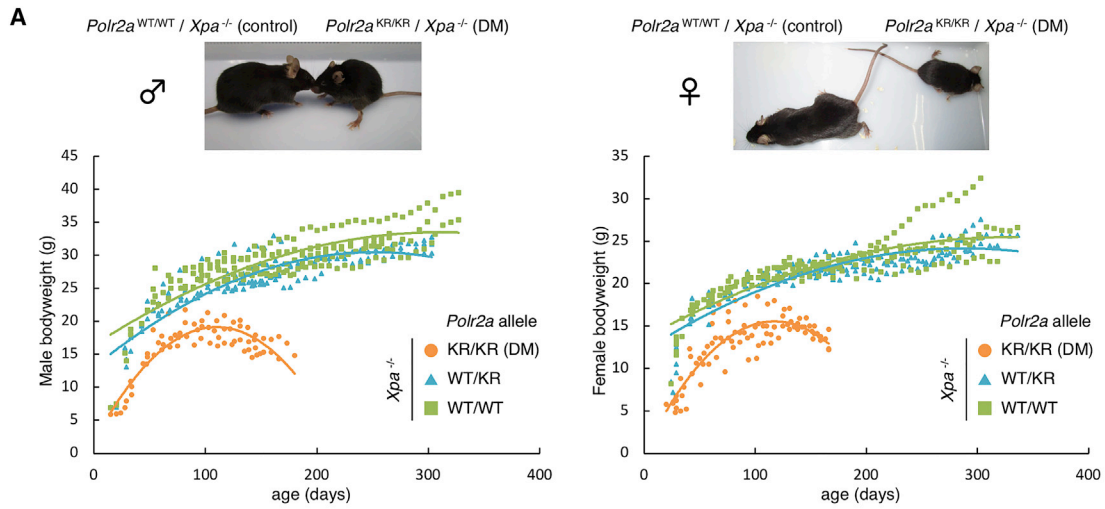 A
Polr2a WT/WT / Xpa -/- (control) Polr2a KR/KR / Xpa -/- (DM)
♂
45
40
35
30
25
20
15
10
5
0
Male bodyweight (g)
0 100 200 300 400
age (days)
Polr2a allele
Xpa -/-
KR/KR (DM)
WT/KR
WT/WT
Polr2a WT/WT / Xpa -/- (control) Polr2a KR/KR / Xpa -/- (DM)
♀
35
30
25
20
15
10
5
0
Female bodyweight (g)
0 100 200 300 400
age (days)
Polr2a allele
Xpa -/-
KR/KR (DM)
WT/KR
WT/WT